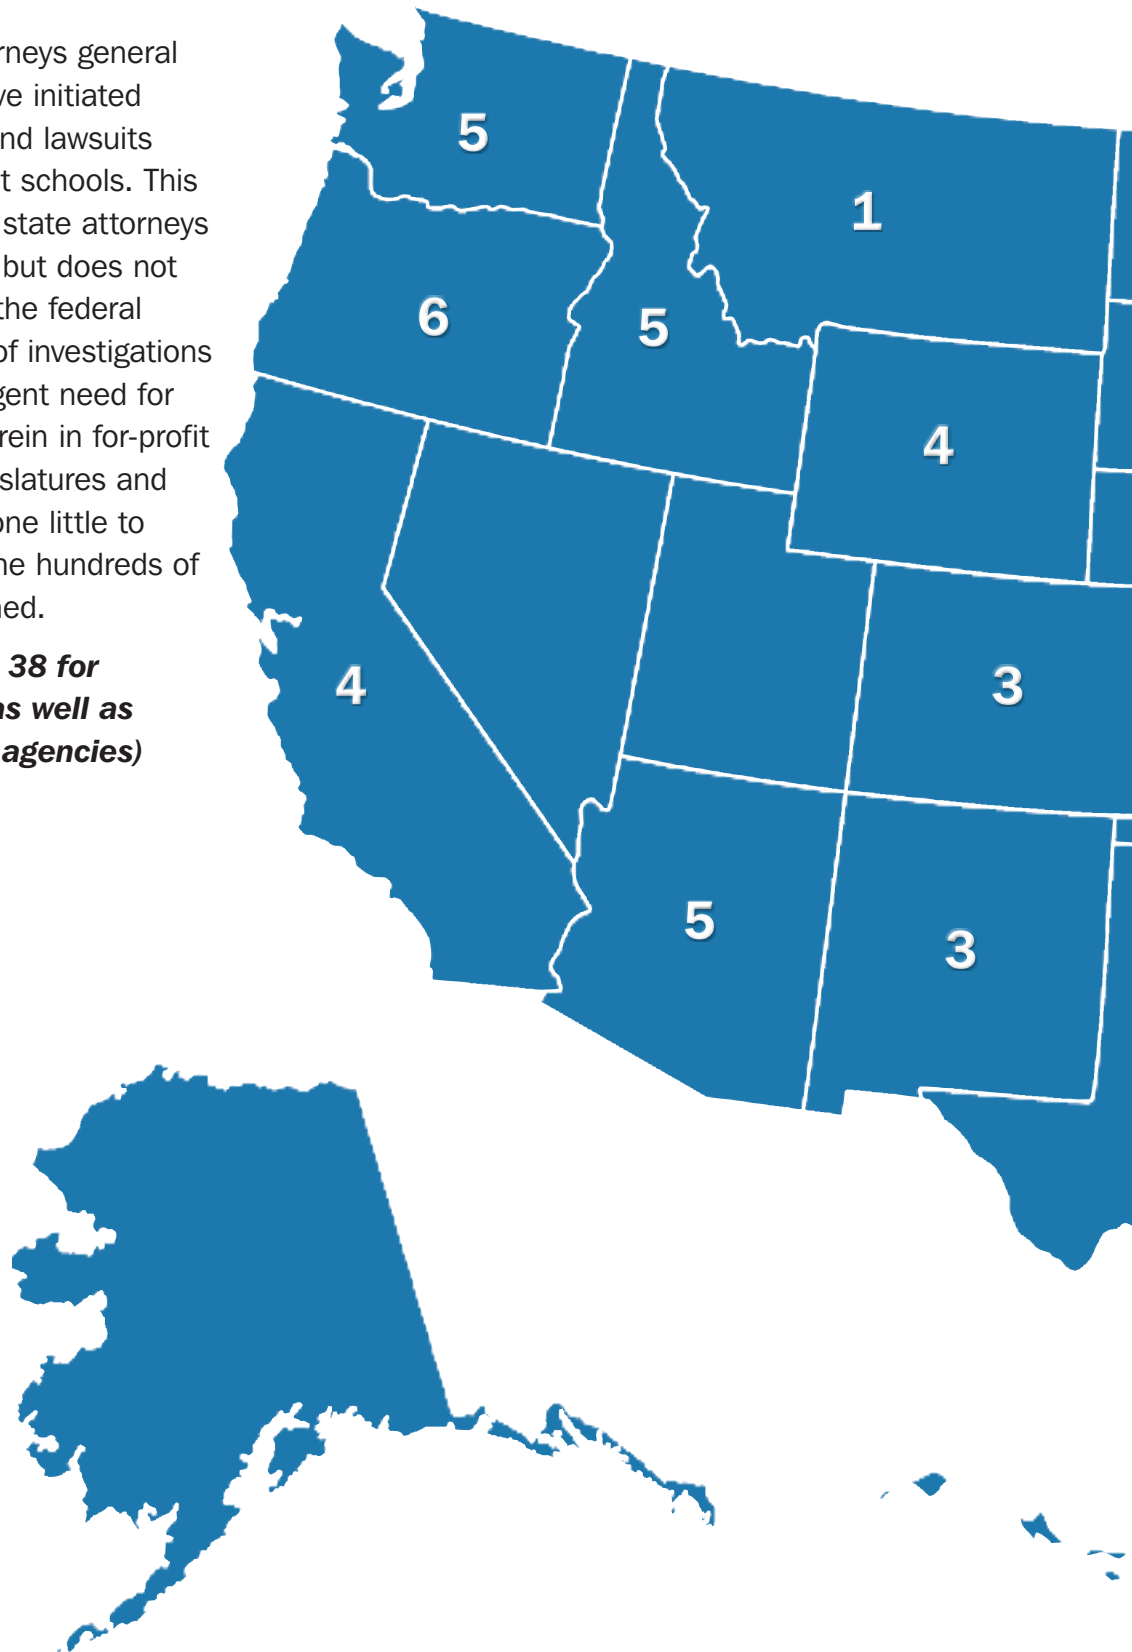 rneys general
ve initiated
nd lawsuits
t schools. This
state attorneys
but does not
the federal
of investigations
gent need for
rein in for-profit
slatures and
one little to
he hundreds of
ned.
38 for
as well as
agencies)
5
1
6
5
4
4
3
5
3